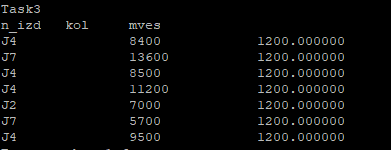 Task3
n_izd kol mves
J4 8400 1200.000000
J7 13600 1200.000000
J4 8500 1200.000000
J4 11200 1200.000000
J2 7000 1200.000000
J7 5700 1200.000000
J4 9500 1200.000000